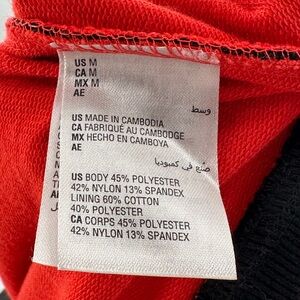 US M
CA M
MX M
AE
وسط
US MADE IN CAMBODIA
CA FABRIQUÉ AU CAMBODGE
MX HECHO EN CAMBOYA
AE
صنع في كمبوديا
US BODY 45% POLYESTER
42% NYLON 13% SPANDEX
LINING 60% COTTON
40% POLYESTER
CA CORPS 45% POLYESTER
42% NYLON 13% SPANDEX